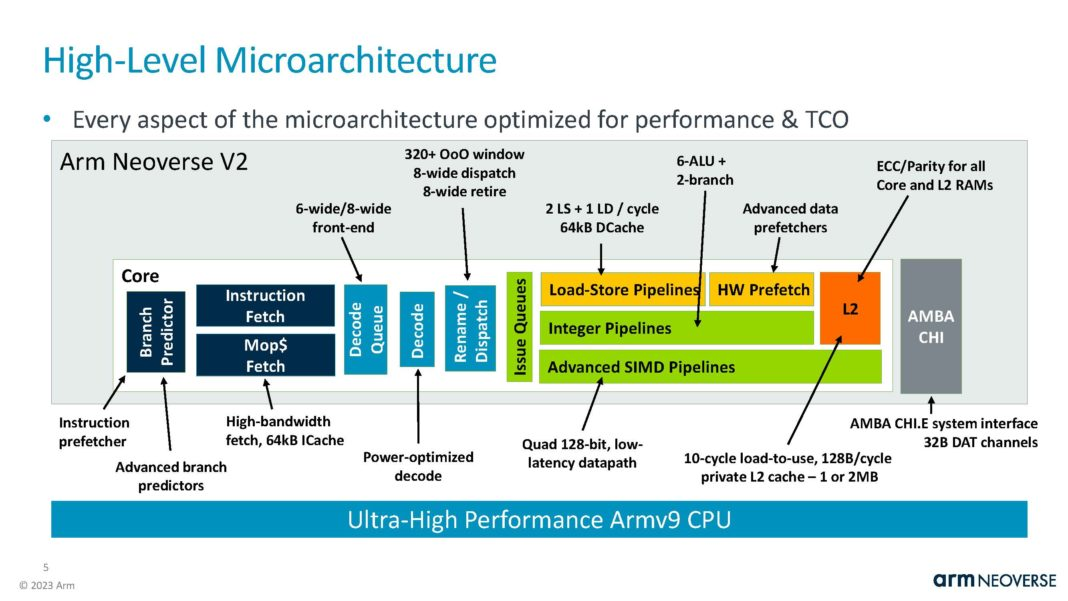 High-Level Microarchitecture
• Every aspect of the microarchitecture optimized for performance & TCO
Arm Neoverse V2
320+ OoO window
8-wide dispatch
8-wide retire
6-ALU +
2-branch
ECC/Parity for all
Core and L2 RAMs
6-wide/8-wide
front-end
2 LS + 1 LD / cycle
64kB DCache
Advanced data
prefetchers
Core
Branch
Predictor
Instruction
Fetch
Mop$
Fetch
Decode
Queue
Decode
Rename /
Dispatch
Issue Queues
Load-Store Pipelines
HW Prefetch
Integer Pipelines
Advanced SIMD Pipelines
L2
AMBA
CHI
Instruction
prefetcher
Advanced branch
predictors
High-bandwidth
fetch, 64kB ICache
Power-optimized
decode
Quad 128-bit, low-
latency datapath
10-cycle load-to-use, 128B/cycle
private L2 cache – 1 or 2MB
AMBA CHI.E system interface
32B DAT channels
Ultra-High Performance Armv9 CPU
5
© 2023 Arm
arm NEOVERSE